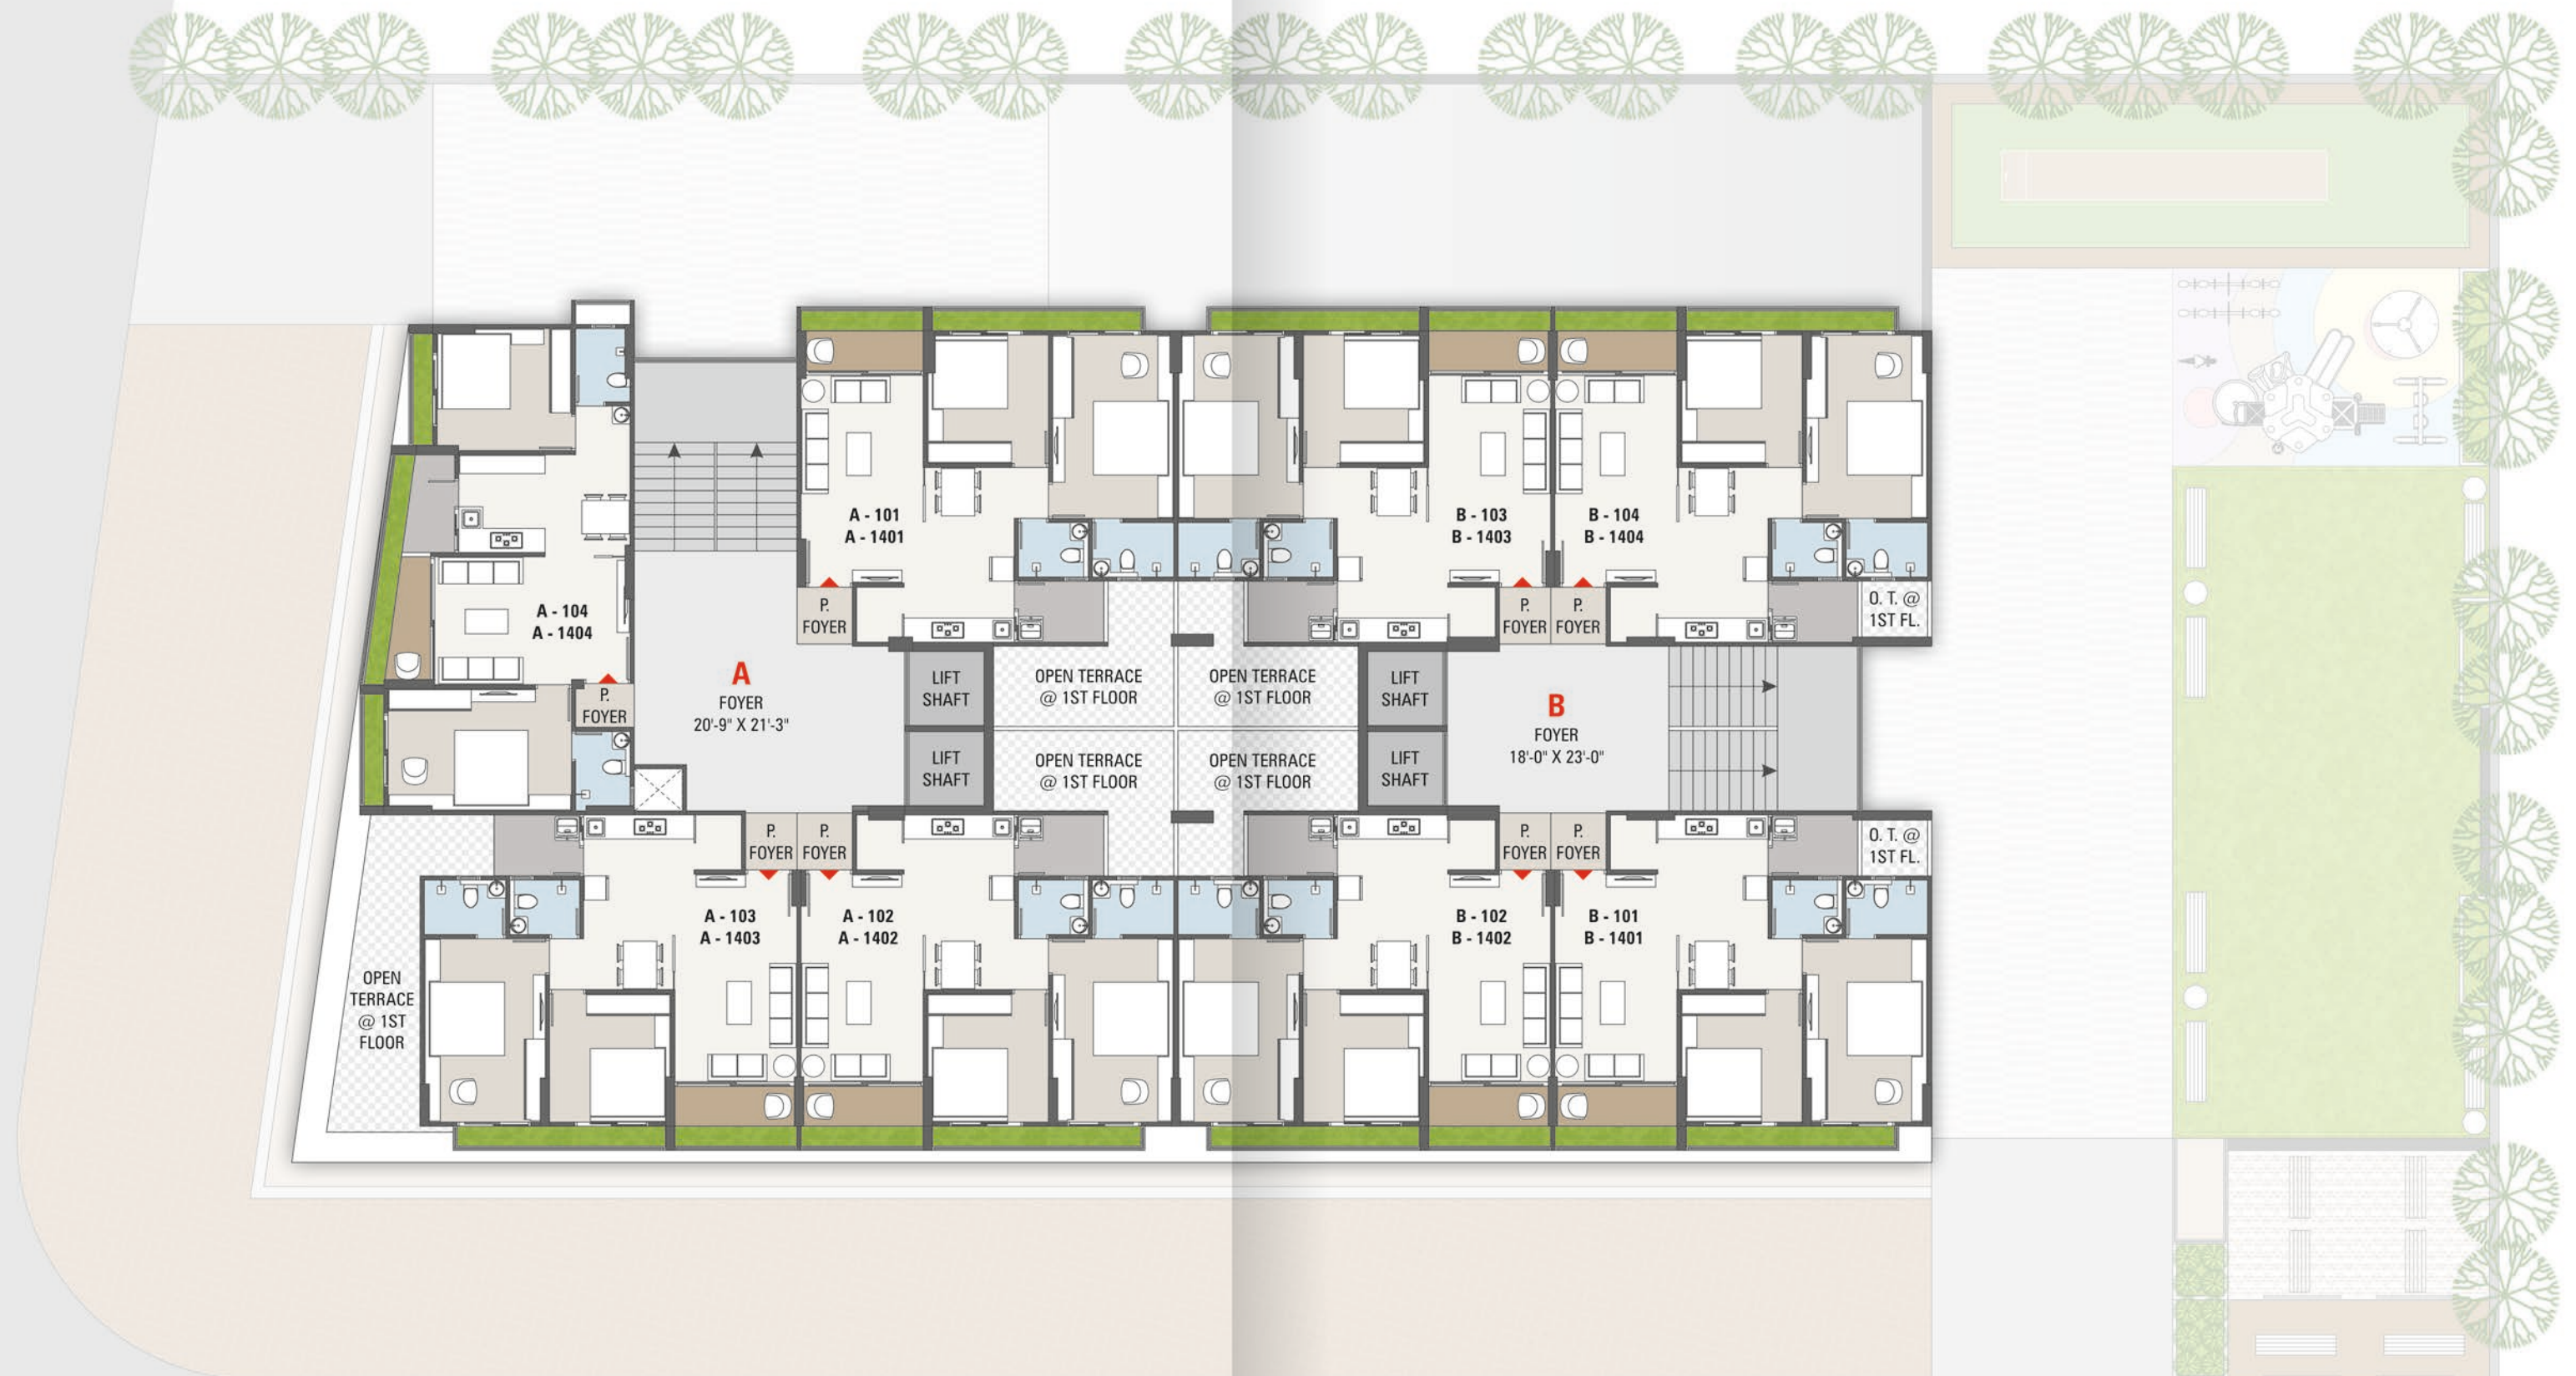 A - 101
A - 1401
P.
FOYER
B - 103
B - 1403
P.
FOYER
B - 104
B - 1404
P.
FOYER
O. T. @
1ST FL.
A - 104
A - 1404
P.
FOYER
A
FOYER
20'-9" X 21'-3"
LIFT
SHAFT
OPEN TERRACE
@ 1ST FLOOR
OPEN TERRACE
@ 1ST FLOOR
LIFT
SHAFT
B
FOYER
18'-0" X 23'-0"
LIFT
SHAFT
OPEN TERRACE
@ 1ST FLOOR
OPEN TERRACE
@ 1ST FLOOR
LIFT
SHAFT
P.
FOYER
P.
FOYER
P.
FOYER
P.
FOYER
O. T. @
1ST FL.
A - 103
A - 1403
A - 102
A - 1402
B - 102
B - 1402
B - 101
B - 1401
OPEN
TERRACE
@ 1ST
FLOOR